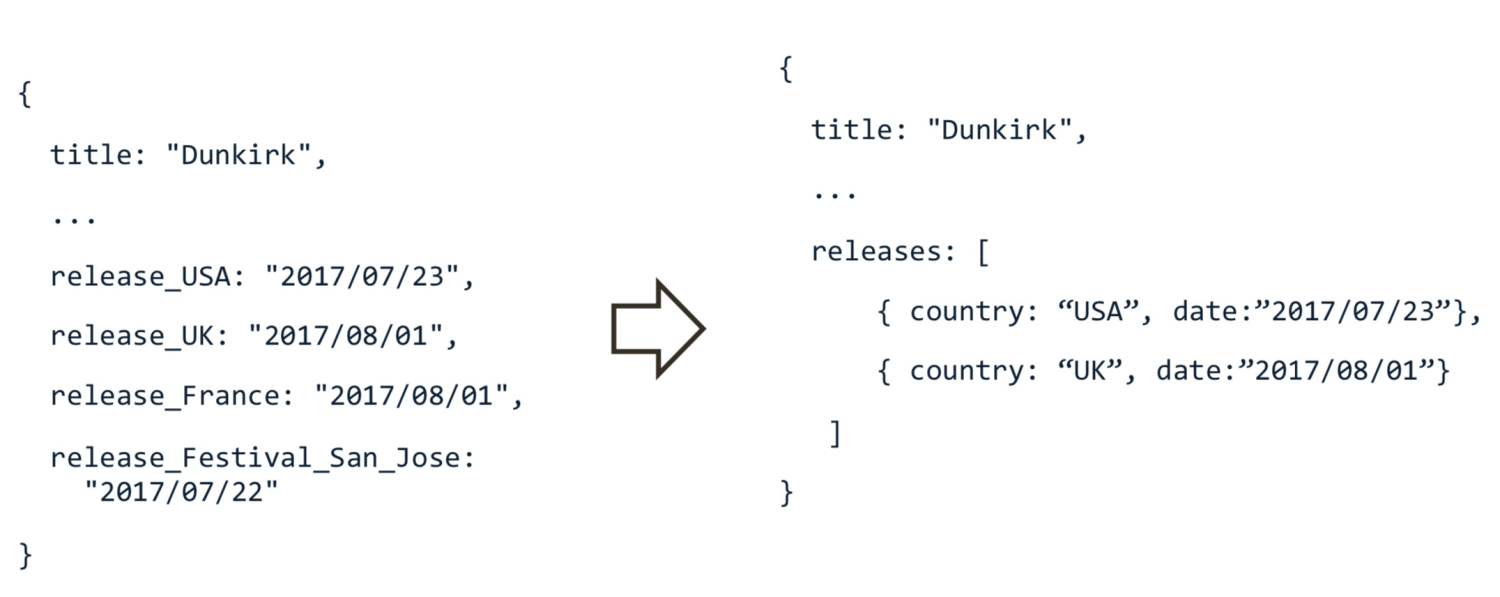 {
title: "Dunkirk",
...
release_USA: "2017/07/23",
release_UK: "2017/08/01",
release_France: "2017/08/01",
release_Festival_San_Jose:
"2017/07/22"
}
{
title: "Dunkirk",
...
releases: [
{ country: “USA”, date:”2017/07/23”},
{ country: “UK”, date:”2017/08/01”}
]
}